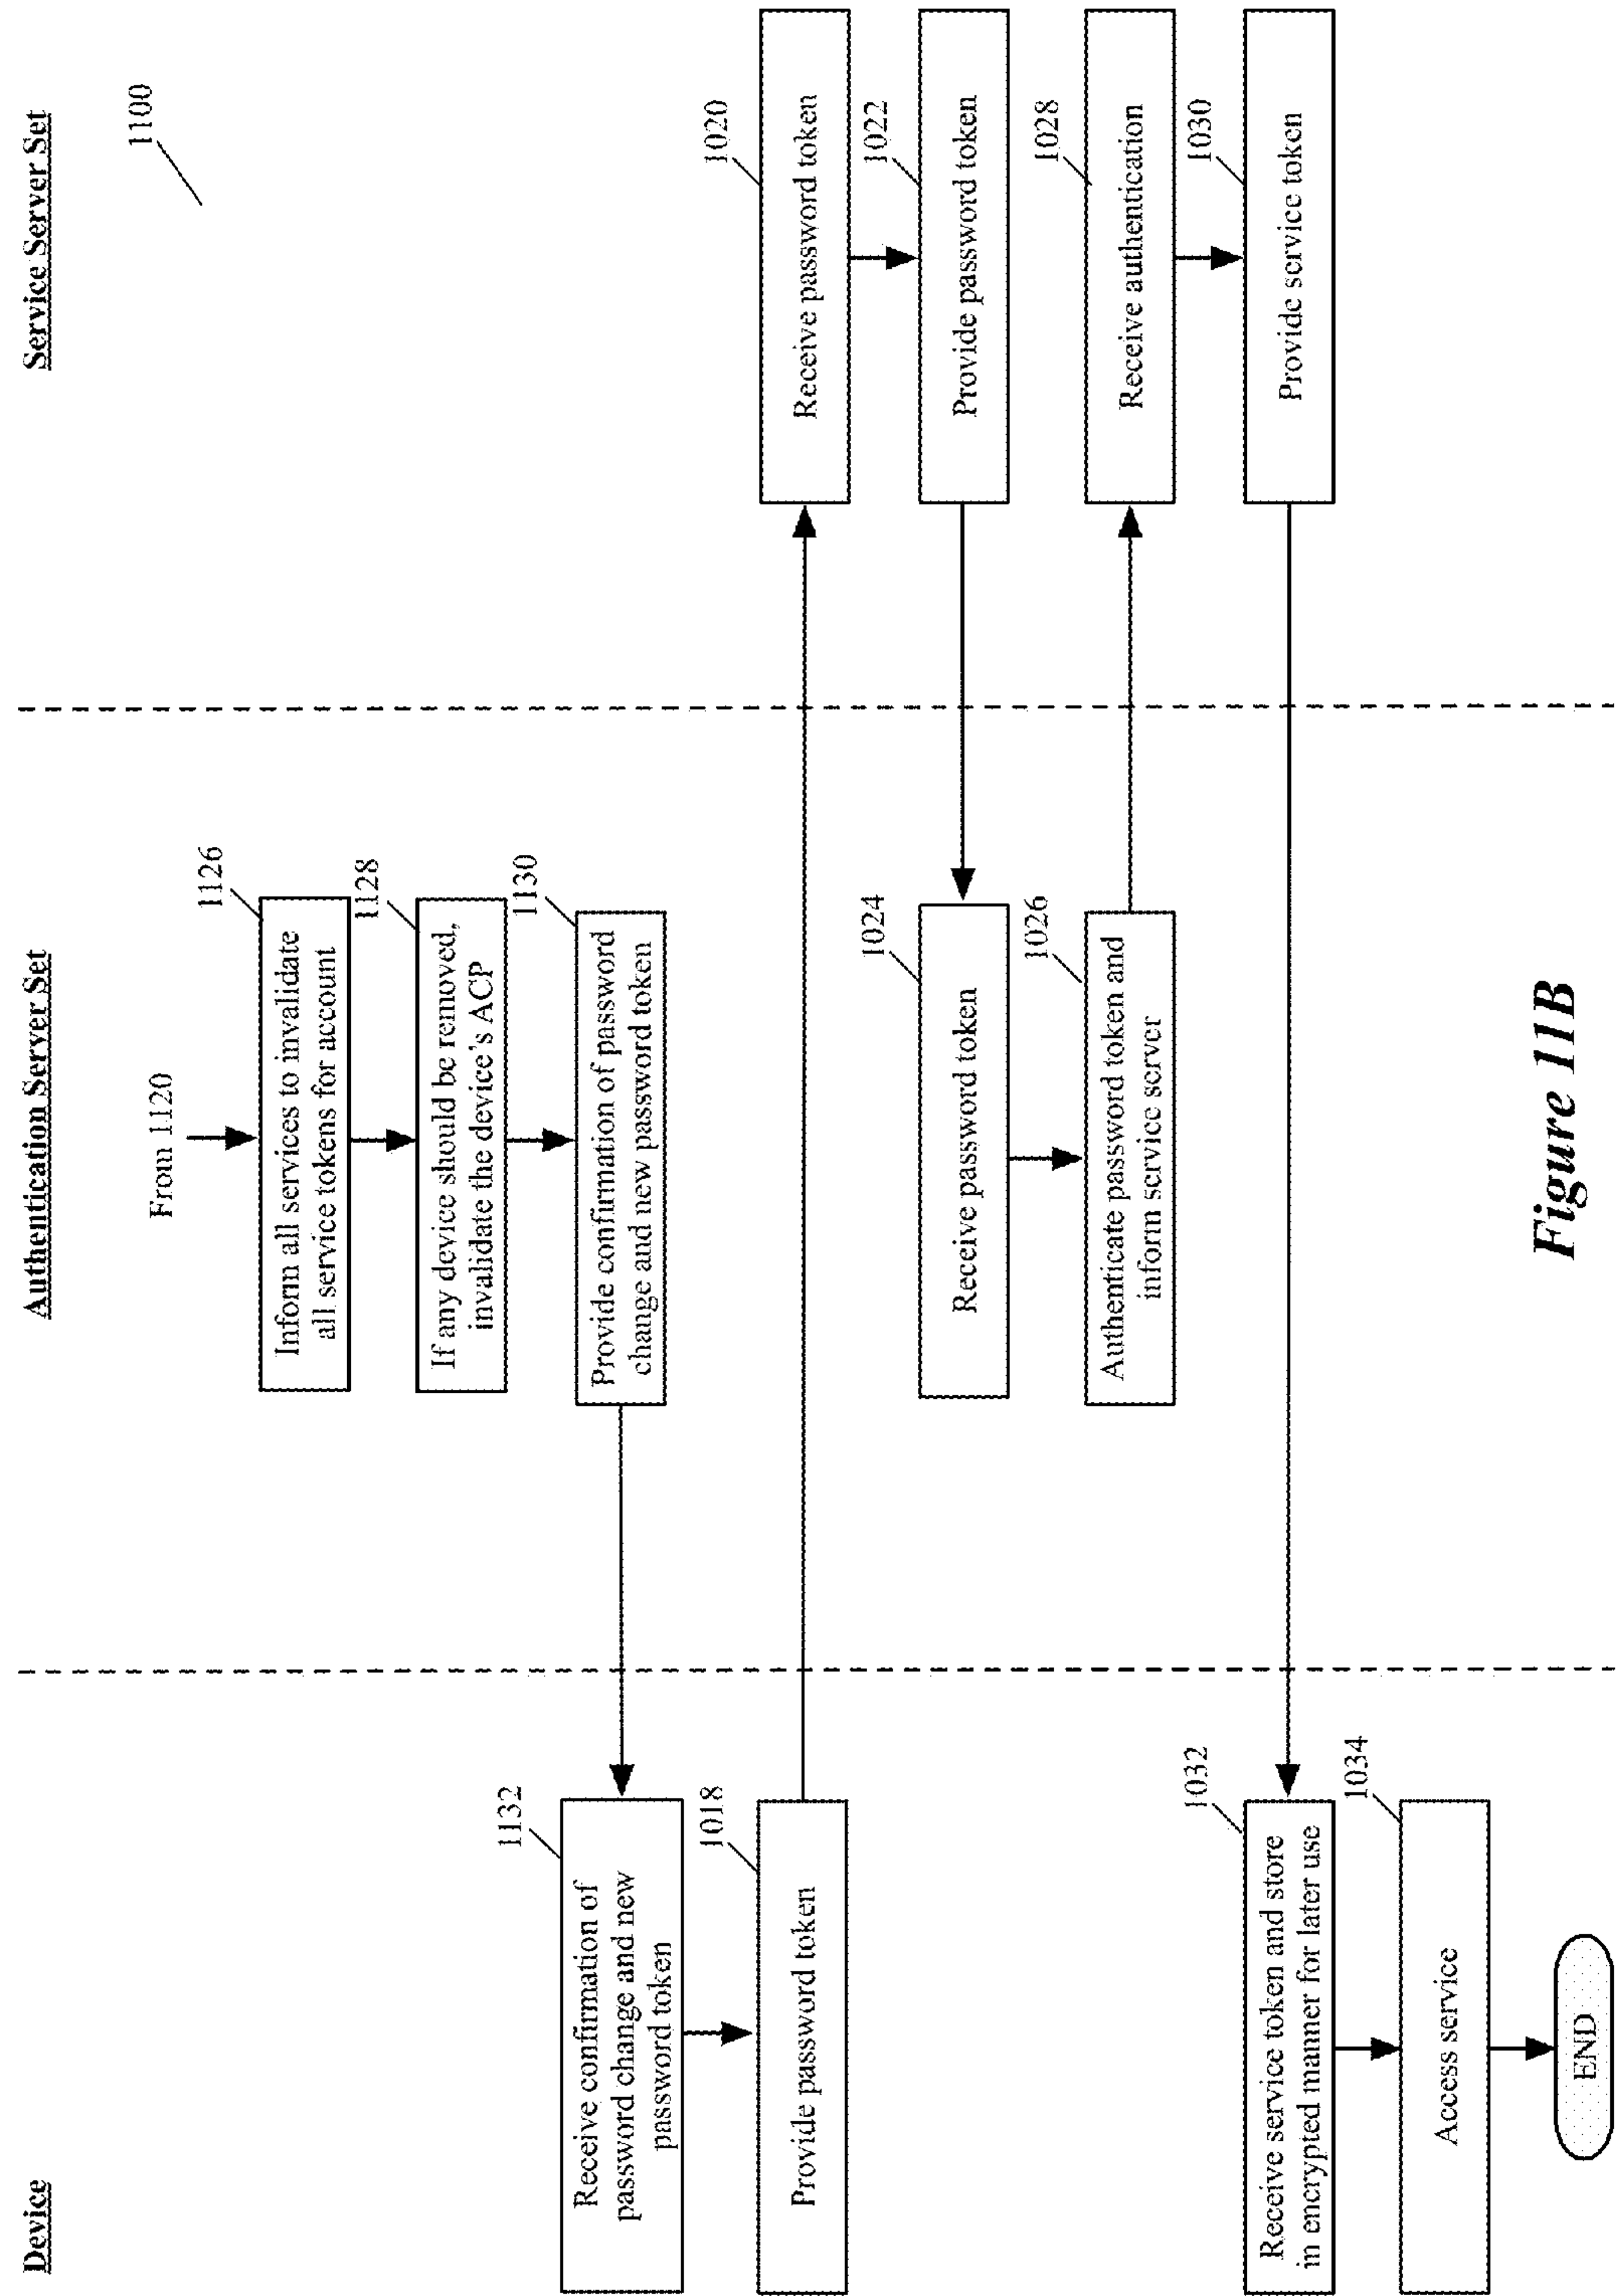 Device
Authentication Server Set
Service Server Set
1100
From 1120
1126
Inform all services to invalidate
all service tokens for account
1128
If any device should be removed,
invalidate the device's ACP
1130
Provide confirmation of password
change and new password token
1132
Receive confirmation of
password change and new
password token
1018
Provide password token
1020
Receive password token
1022
Provide password token
1024
Receive password token
1026
Authenticate password token and
inform service server
1028
Receive authentication
1030
Provide service token
1032
Receive service token and store
in encrypted manner for later use
1034
Access service
END
Figure 11B